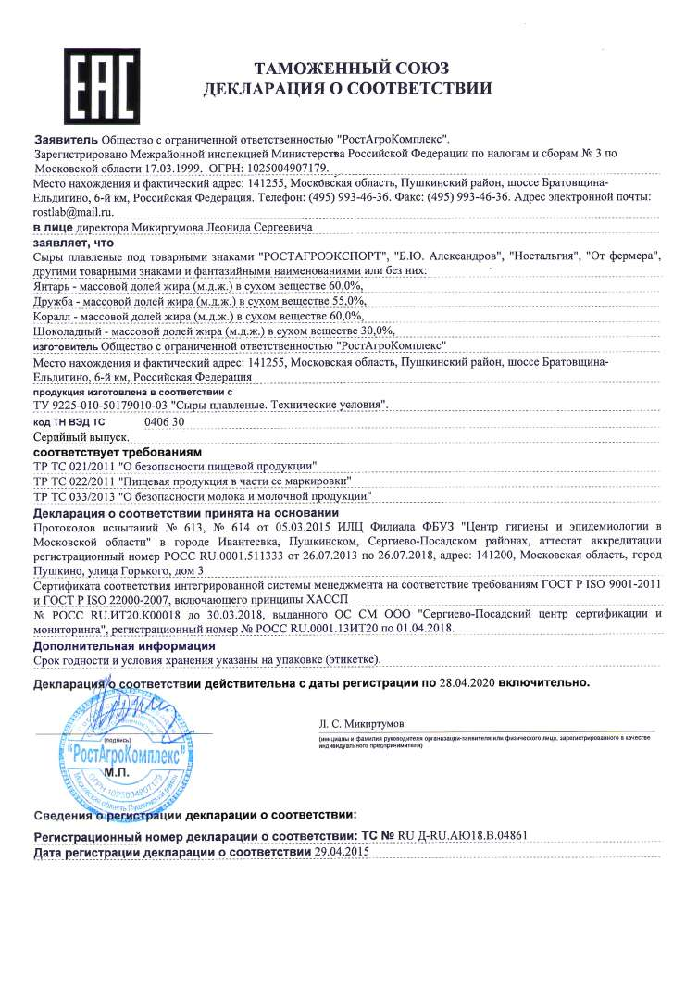 EAC
ТАМОЖЕННЫЙ СОЮЗ
ДЕКЛАРАЦИЯ О СООТВЕТСТВИИ
Заявитель Общество с ограниченной ответственностью "РостАгроКомплекс".
Зарегистрировано Межрайонной инспекцией Министерства Российской Федерации по налогам и сборам № 3 по
Московской области 17.03.1999. ОГРН: 1025004907179.
Место нахождения и фактический адрес: 141255, Московская область, Пушкинский район, шоссе Братовщина-
Ельдигино, 6-й км, Российская Федерация. Телефон: (495) 993-46-36. Факс: (495) 993-46-36. Адрес электронной почты:
rostlab@mail.ru.
в лице директора Микиртумова Леонида Сергеевича
заявляет, что
Сыры плавленые под товарными знаками "РОСТАГРОЭКСПОРТ", "Б.Ю. Александров", "Ностальгия", "От фермера",
другими товарными знаками и фантазийными наименованиями или без них:
Янтарь - массовой долей жира (м.д.ж.) в сухом веществе 60,0%,
Дружба - массовой долей жира (м.д.ж.) в сухом веществе 55,0%,
Коралл - массовой долей жира (м.д.ж.) в сухом веществе 60,0%,
Шоколадный - массовой долей жира (м.д.ж.) в сухом веществе 30,0%,
изготовитель Общество с ограниченной ответственностью "РостАгроКомплекс"
Место нахождения и фактический адрес: 141255, Московская область, Пушкинский район, шоссе Братовщина-
Ельдигино, 6-й км, Российская Федерация
продукция изготовлена в соответствии с
ТУ 9225-010-50179010-03 "Сыры плавленые. Технические условия".
код ТН ВЭД ТС 0406 30
Серийный выпуск.
соответствует требованиям
ТР ТС 021/2011 "О безопасности пищевой продукции"
ТР ТС 022/2011 "Пищевая продукция в части ее маркировки"
ТР ТС 033/2013 "О безопасности молока и молочной продукции"
Декларация о соответствии принята на основании
Протоколов испытаний № 613, № 614 от 05.03.2015 ИЛЦ Филиала ФБУЗ "Центр гигиены и эпидемиологии в
Московской области" в городе Ивантеевка, Пушкинском, Сергиево-Посадском районах, аттестат аккредитации
регистрационный номер РОСС RU.0001.511333 от 26.07.2013 по 26.07.2018, адрес: 141200, Московская область, город
Пушкино, улица Горького, дом 3
Сертификата соответствия интегрированной системы менеджмента на соответствие требованиям ГОСТ Р ISO 9001-2011
и ГОСТ Р ISO 22000-2007, включающего принципы ХАССП
№ РОСС RU.ИТ20.К00018 до 30.03.2018, выданного ОС СМ ООО "Сергиево-Посадский центр сертификации и
мониторинга", регистрационный номер № РОСС RU.0001.13ИТ20 по 01.04.2018.
Дополнительная информация
Срок годности и условия хранения указаны на упаковке (этикетке).
Декларация о соответствии действительна с даты регистрации по 28.04.2020 включительно.
Л. С. Микиртумов
(подпись)
(инициалы и фамилия руководителя организации-заявителя или физического лица, зарегистрированного в качестве
индивидуального предпринимателя)
"РостАгроКомплекс"
М.П.
ОГРН 1025004907179
Московская область Пушкинский район
Сведения о регистрации декларации о соответствии:
Регистрационный номер декларации о соответствии: ТС № RU Д-RU.АЮ18.В.04861
Дата регистрации декларации о соответствии 29.04.2015